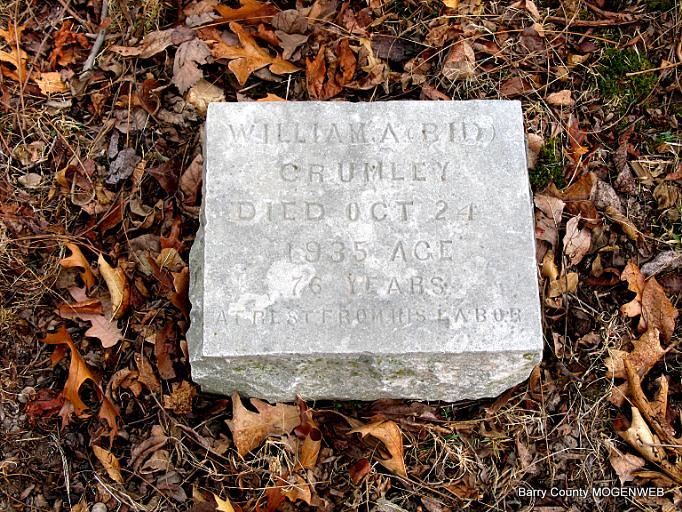 WILLIAM.A(BID)
CRUMLEY
DIED OCT 24
1935 AGE
76 YEARS
AT REST FROM HIS LABOR
Barry County MOGENWEB